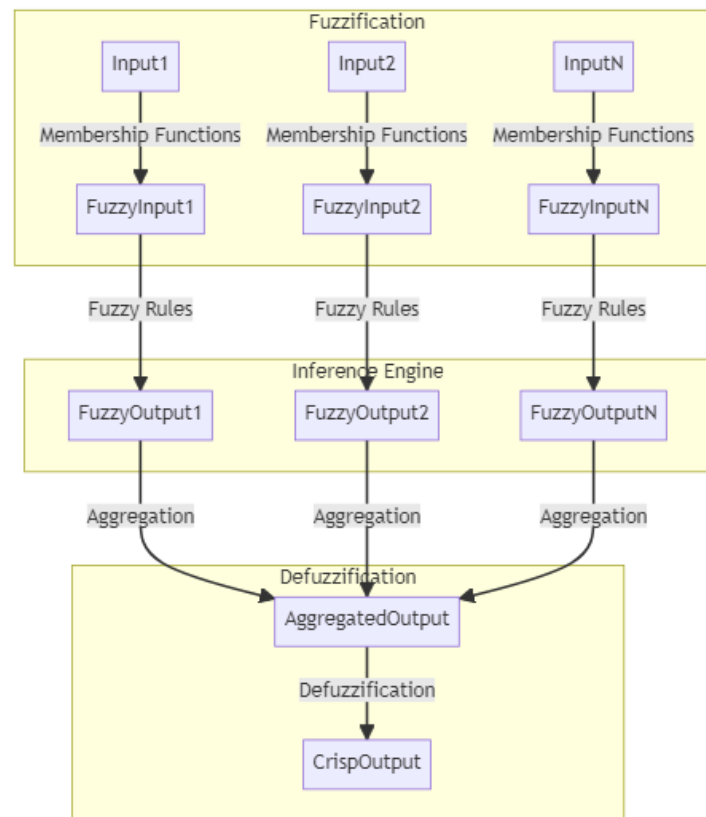 Fuzzification
Input1 Input2 InputN
Membership Functions Membership Functions Membership Functions
FuzzyInput1 FuzzyInput2 FuzzyInputN
Fuzzy Rules Fuzzy Rules Fuzzy Rules
Inference Engine
FuzzyOutput1 FuzzyOutput2 FuzzyOutputN
Aggregation Aggregation Aggregation
Defuzzification
AggregatedOutput
Defuzzification
CrispOutput